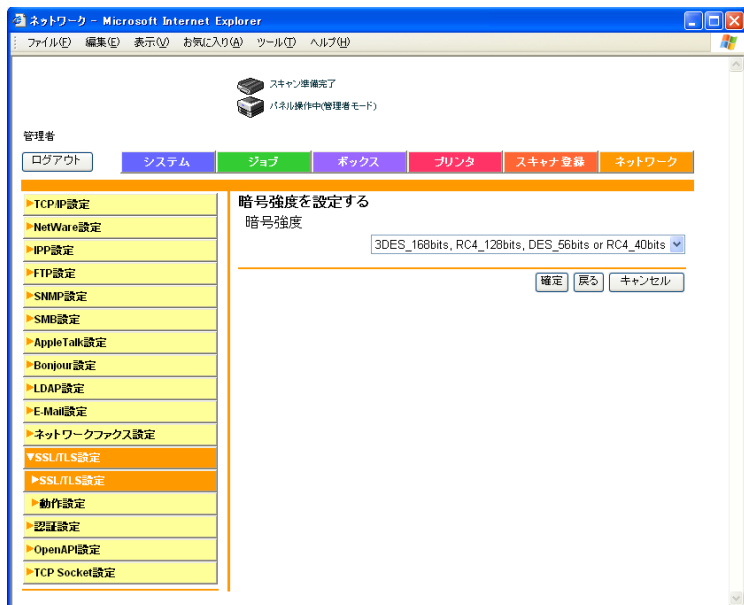 ネットワーク - Microsoft Internet Explorer
ファイル(F) 編集(E) 表示(V) お気に入り(A) ツール(T) ヘルプ(H)
スキャン準備完了
パネル操作中(管理者モード)
管理者
ログアウト システム ジョブ ボックス プリンタ スキャナ登録 ネットワーク
TCP/IP設定
NetWare設定
IPP設定
FTP設定
SNMP設定
SMB設定
AppleTalk設定
Bonjour設定
LDAP設定
E-Mail設定
ネットワークファクス設定
SSL/TLS設定
SSL/TLS設定
動作設定
認証設定
OpenAPI設定
TCP Socket設定
暗号強度を設定する
暗号強度
3DES_168bits, RC4_128bits, DES_56bits or RC4_40bits
確定 戻る キャンセル